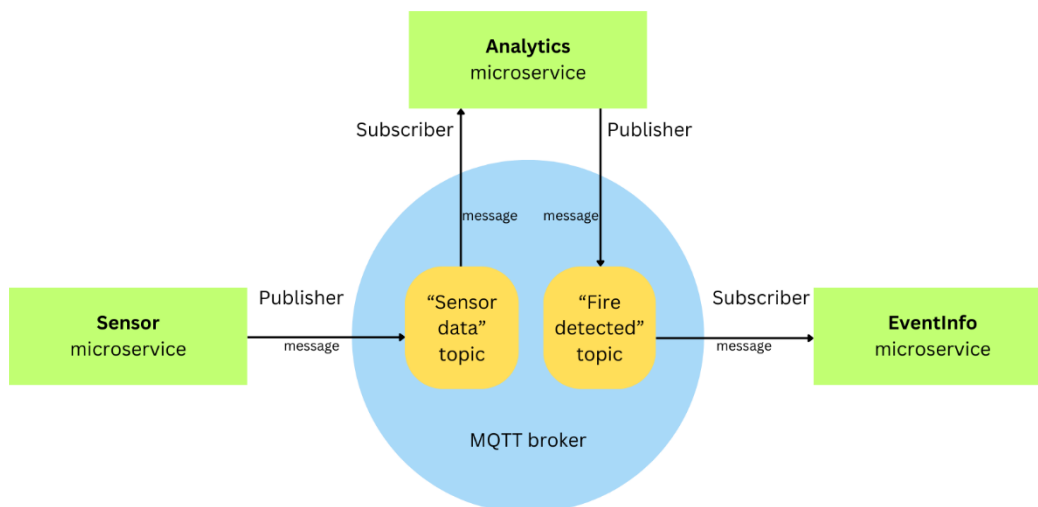 Analytics
microservice
Subscriber
Publisher
message
message
Publisher
Subscriber
Sensor
microservice
message
“Sensor
data”
topic
“Fire
detected”
topic
message
EventInfo
microservice
MQTT broker